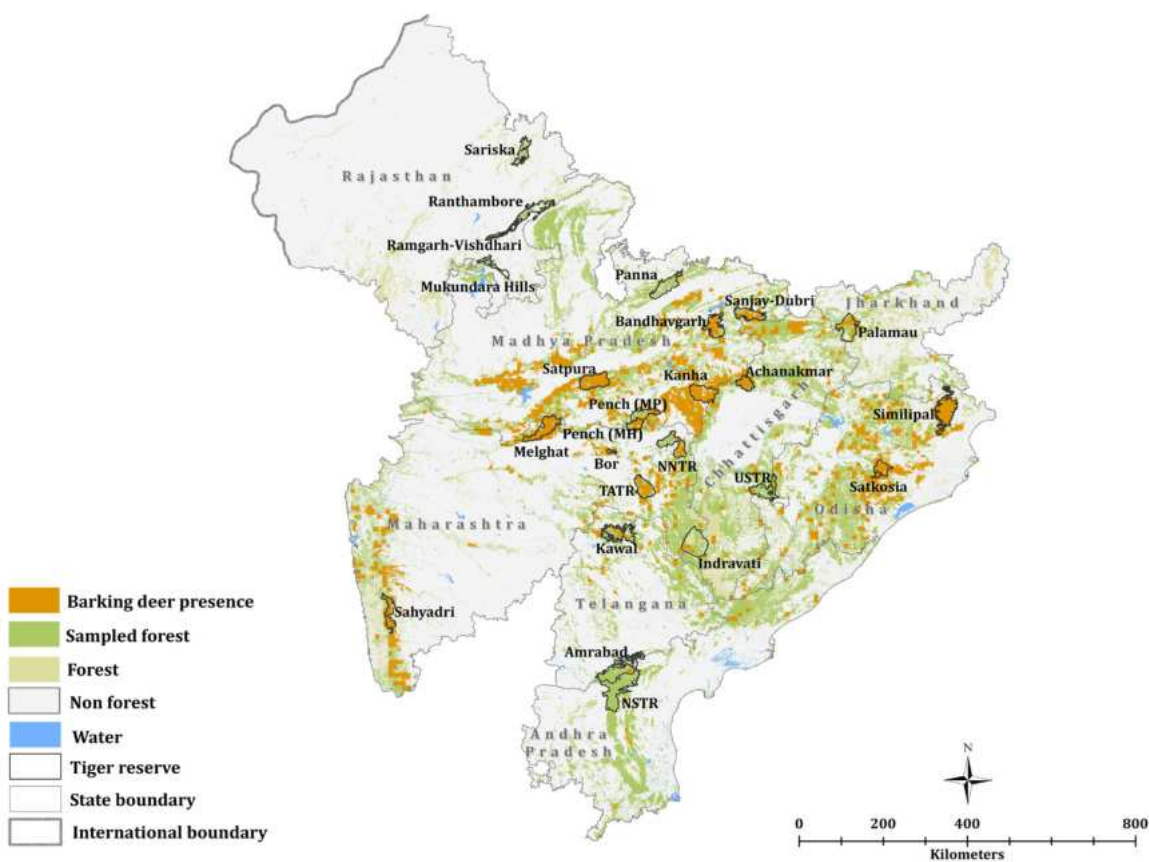 Sariska
Rajasthan
Ranthambore
Ramgarh-Vishdhari
Mukundara Hills
Panna
Sanjay-Dubri
Jharkhand
Bandhavgarh
Palamau
Madhya Pradesh
Satpura
Kanha
Achanakmar
Pench (MP)
Similipal
Chhattisgarh
Pench (MH)
Melghat
Bor
NNTR
USTR
Satkosia
TATR
Odisha
Maharashtra
Kawal
Indravati
Telangana
Sahyadri
Amrabad
NSTR
Andhra
Pradesh
Barking deer presence
Sampled forest
Forest
Non forest
Water
Tiger reserve
State boundary
International boundary
N
0 200 400 800
Kilometers